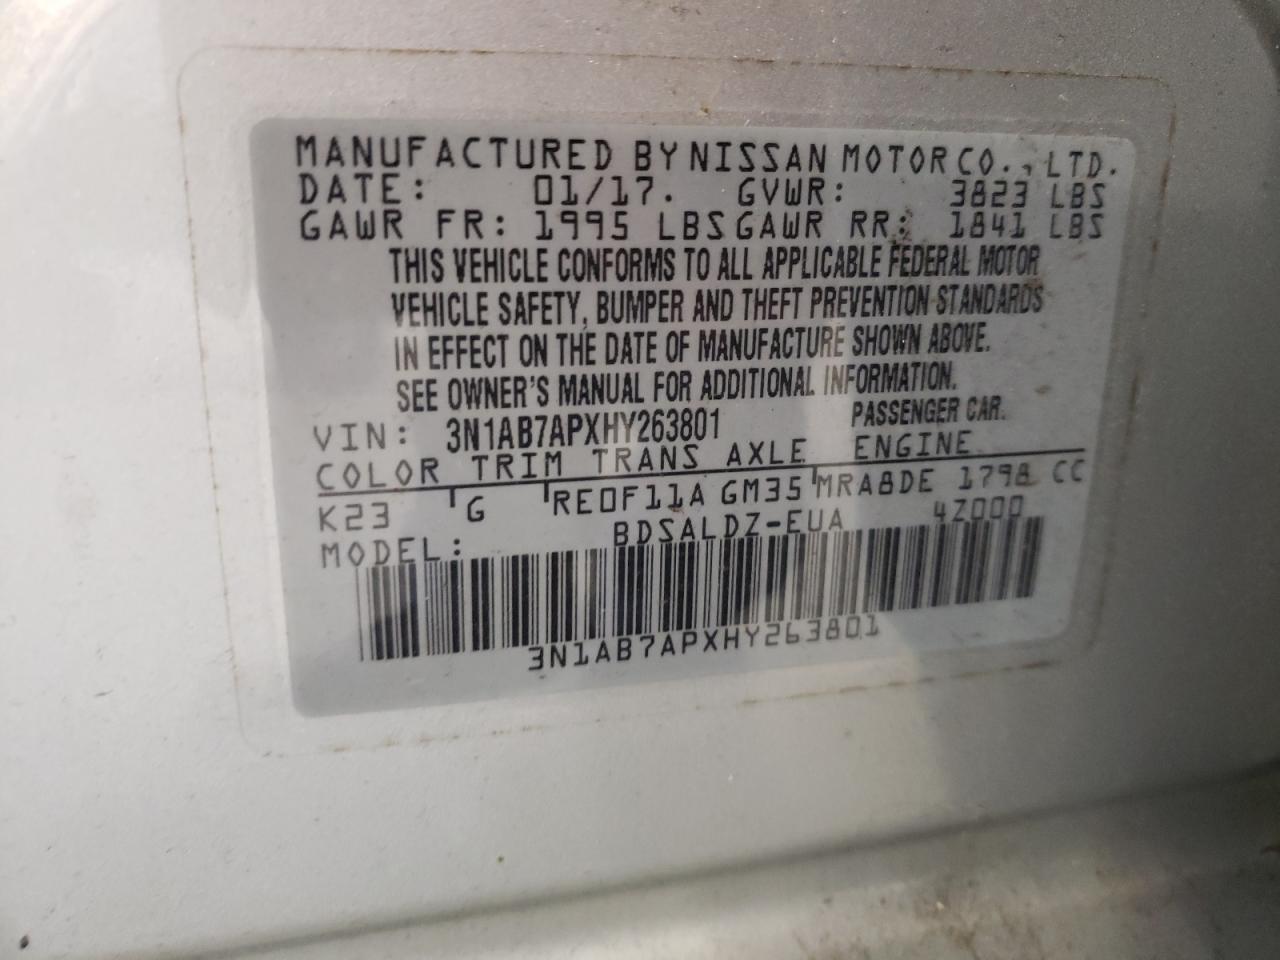 MANUFACTURED BY NISSAN MOTOR CO., LTD.
DATE: 01/17. GVWR: 3823 LBS
GAWR FR: 1995 LBS GAWR RR: 1841 LBS
THIS VEHICLE CONFORMS TO ALL APPLICABLE FEDERAL MOTOR
VEHICLE SAFETY, BUMPER AND THEFT PREVENTION STANDARDS
IN EFFECT ON THE DATE OF MANUFACTURE SHOWN ABOVE.
SEE OWNER'S MANUAL FOR ADDITIONAL INFORMATION.
VIN: 3N1AB7APXHY263801 PASSENGER CAR.
COLOR TRIM TRANS AXLE ENGINE
K23 G RE0F11A GM35 MRA8DE 1798 CC
MODEL: BDSALDZ-EUA 4Z000
3N1AB7APXHY263801